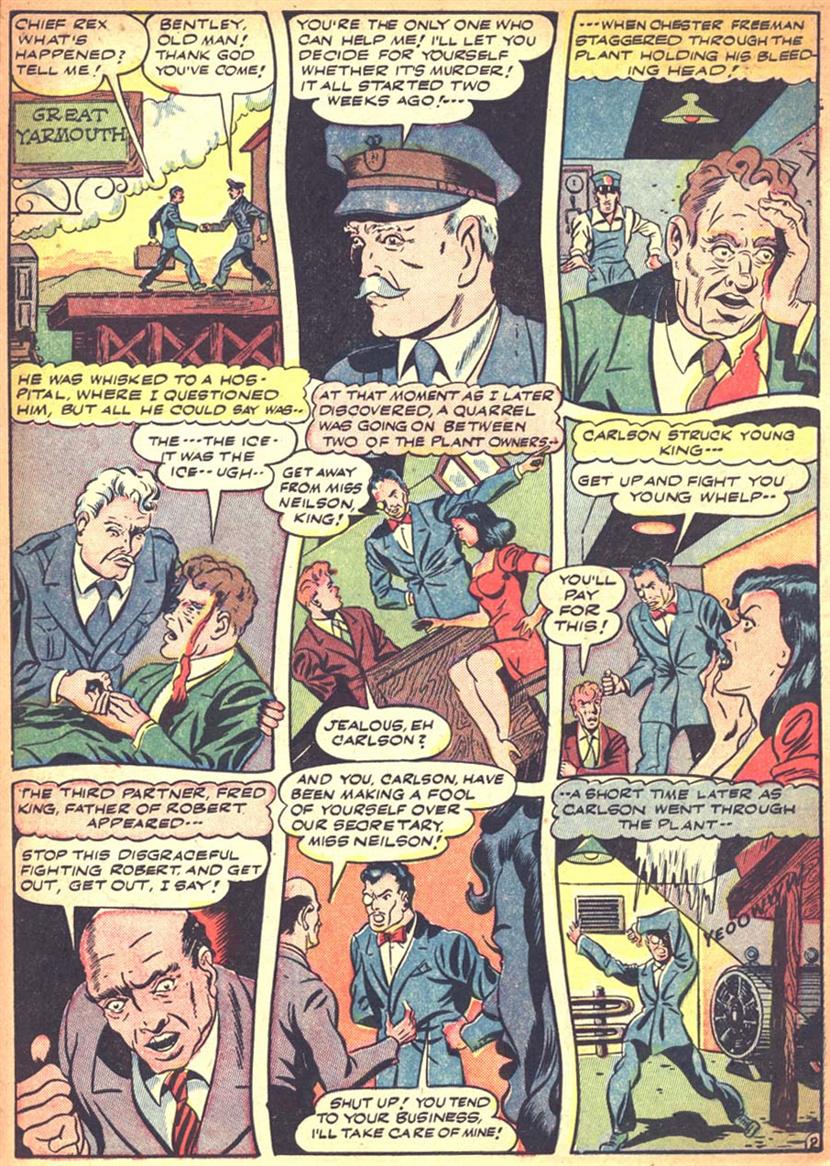 CHIEF REX
WHAT'S
HAPPENED?
TELL ME!
BENTLEY,
OLD MAN!
THANK GOD
YOU'VE COME!
GREAT
YARMOUTH
YOU'RE THE ONLY ONE WHO
CAN HELP ME! I'LL LET YOU
DECIDE FOR YOURSELF
WHETHER IT'S MURDER!
IT ALL STARTED TWO
WEEKS AGO!---
---WHEN CHESTER FREEMAN
STAGGERED THROUGH THE
PLANT HOLDING HIS BLEED-
ING HEAD!
HE WAS WHISKED TO A HOS-
PITAL, WHERE I QUESTIONED
HIM, BUT ALL HE COULD SAY WAS--
THE---THE ICE-
IT WAS THE
ICE--UGH--
AT THAT MOMENT AS I LATER
DISCOVERED, A QUARREL
WAS GOING ON BETWEEN
TWO OF THE PLANT OWNERS--
GET AWAY
FROM MISS
NEILSON,
KING!
JEALOUS, EH
CARLSON?
CARLSON STRUCK YOUNG
KING---
GET UP AND FIGHT YOU
YOUNG WHELP--
YOU'LL
PAY
FOR
THIS!
THE THIRD PARTNER, FRED
KING, FATHER OF ROBERT
APPEARED---
STOP THIS DISGRACEFUL
FIGHTING ROBERT. AND GET
OUT, GET OUT, I SAY!
AND YOU, CARLSON, HAVE
BEEN MAKING A FOOL
OF YOURSELF OVER
OUR SECRETARY,
MISS NEILSON!
SHUT UP! YOU TEND
TO YOUR BUSINESS,
I'LL TAKE CARE OF MINE!
--A SHORT TIME LATER AS
CARLSON WENT THROUGH
THE PLANT--
YEOOWWW
2